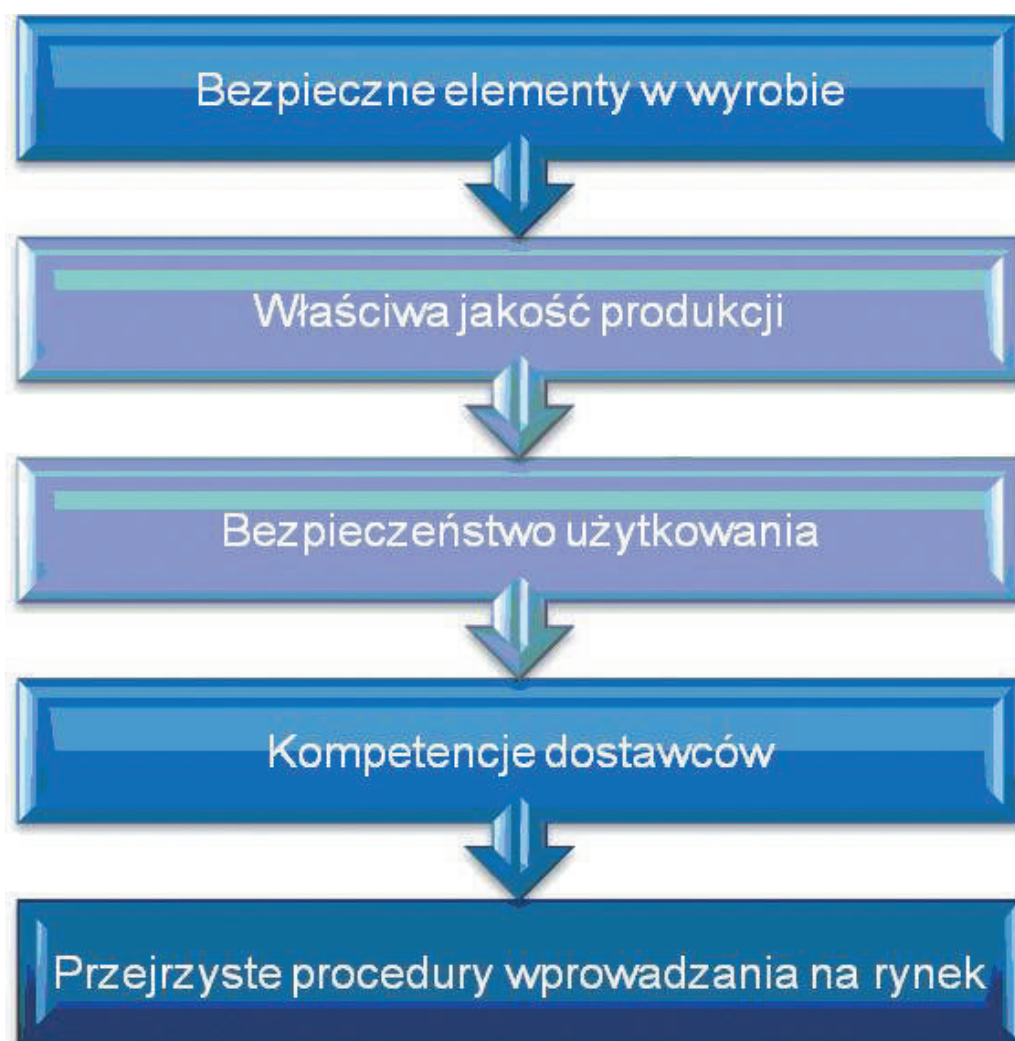 Bezpieczne elementy w wyrobie
Właściwa jakość produkcji
Bezpieczeństwo użytkowania
Kompetencje dostawców
Przejrzyste procedury wprowadzania na rynek